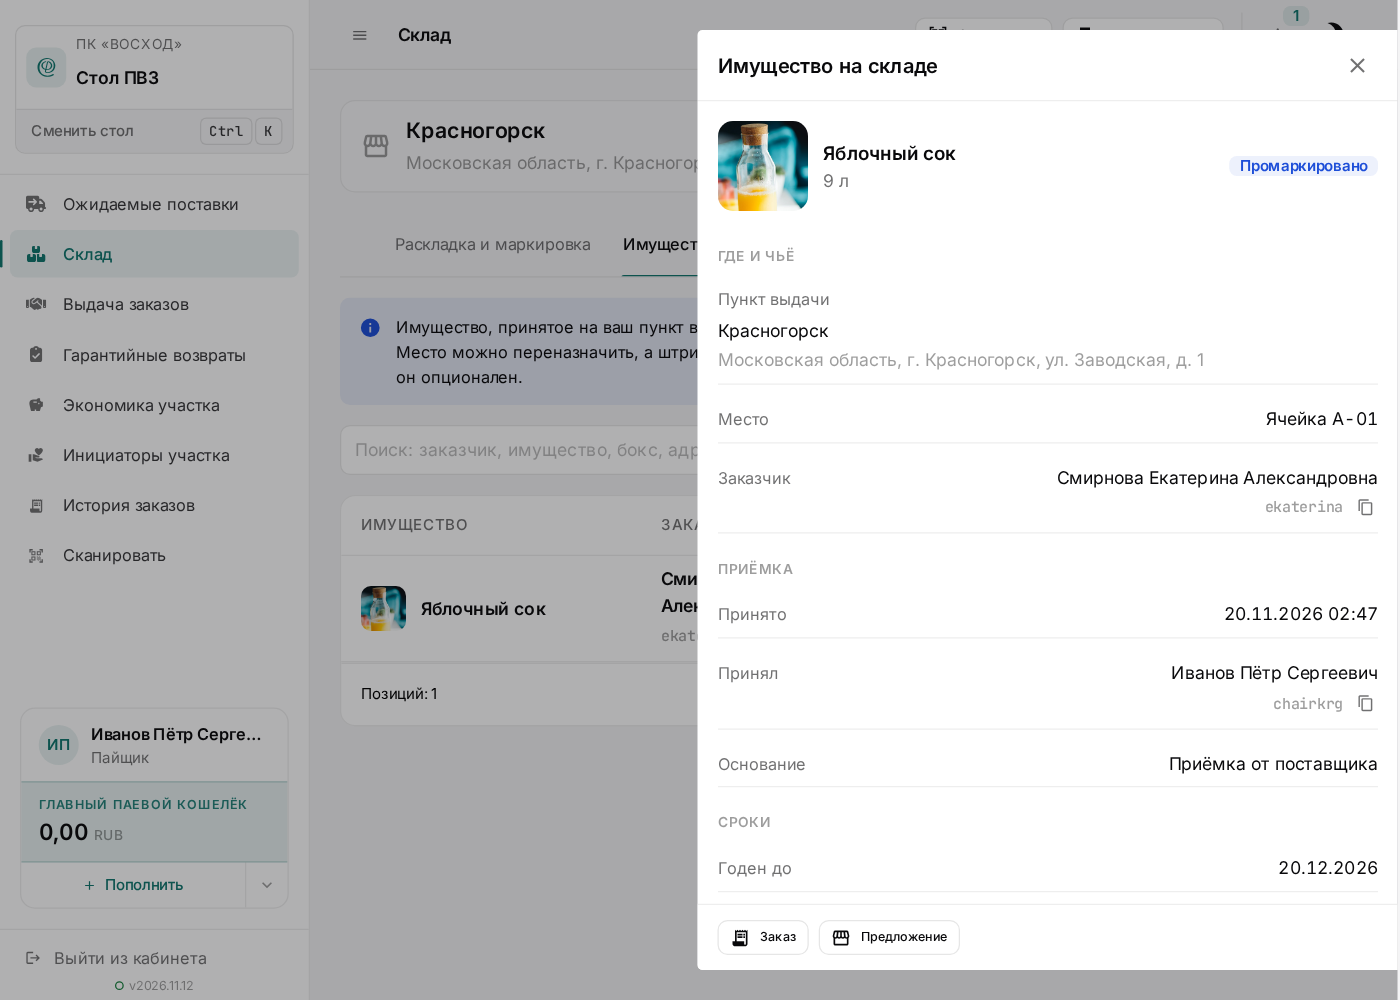 ПК «ВОСХОД»
Стол ПВЗ
Сменить стол
Ctrl K
Ожидаемые поставки
Склад
Выдача заказов
Гарантийные возвраты
Экономика участка
Инициаторы участка
История заказов
Сканировать
ИП
Иванов Пётр Серге...
Пайщик
ГЛАВНЫЙ ПАЕВОЙ КОШЕЛЁК
0,00 RUB
Пополнить
Выйти из кабинета
v2026.11.12
Склад
1
Красногорск
Московская область, г. Красногор
Раскладка и маркировка
Имущест
Имущество, принятое на ваш пункт в
Место можно переназначить, а штри
он опционален.
Поиск: заказчик, имущество, бокс, адр
ИМУЩЕСТВО
ЗАКА
Яблочный сок
Сми
Алек
ekat
Позиций: 1
Имущество на складе
Яблочный сок
9 л
Промаркировано
ГДЕ И ЧЬЁ
Пункт выдачи
Красногорск
Московская область, г. Красногорск, ул. Заводская, д. 1
Место
Ячейка А-01
Заказчик
Смирнова Екатерина Александровна
ekaterina
ПРИЁМКА
Принято
20.11.2026 02:47
Принял
Иванов Пётр Сергеевич
chairkrg
Основание
Приёмка от поставщика
СРОКИ
Годен до
20.12.2026
Заказ
Предложение